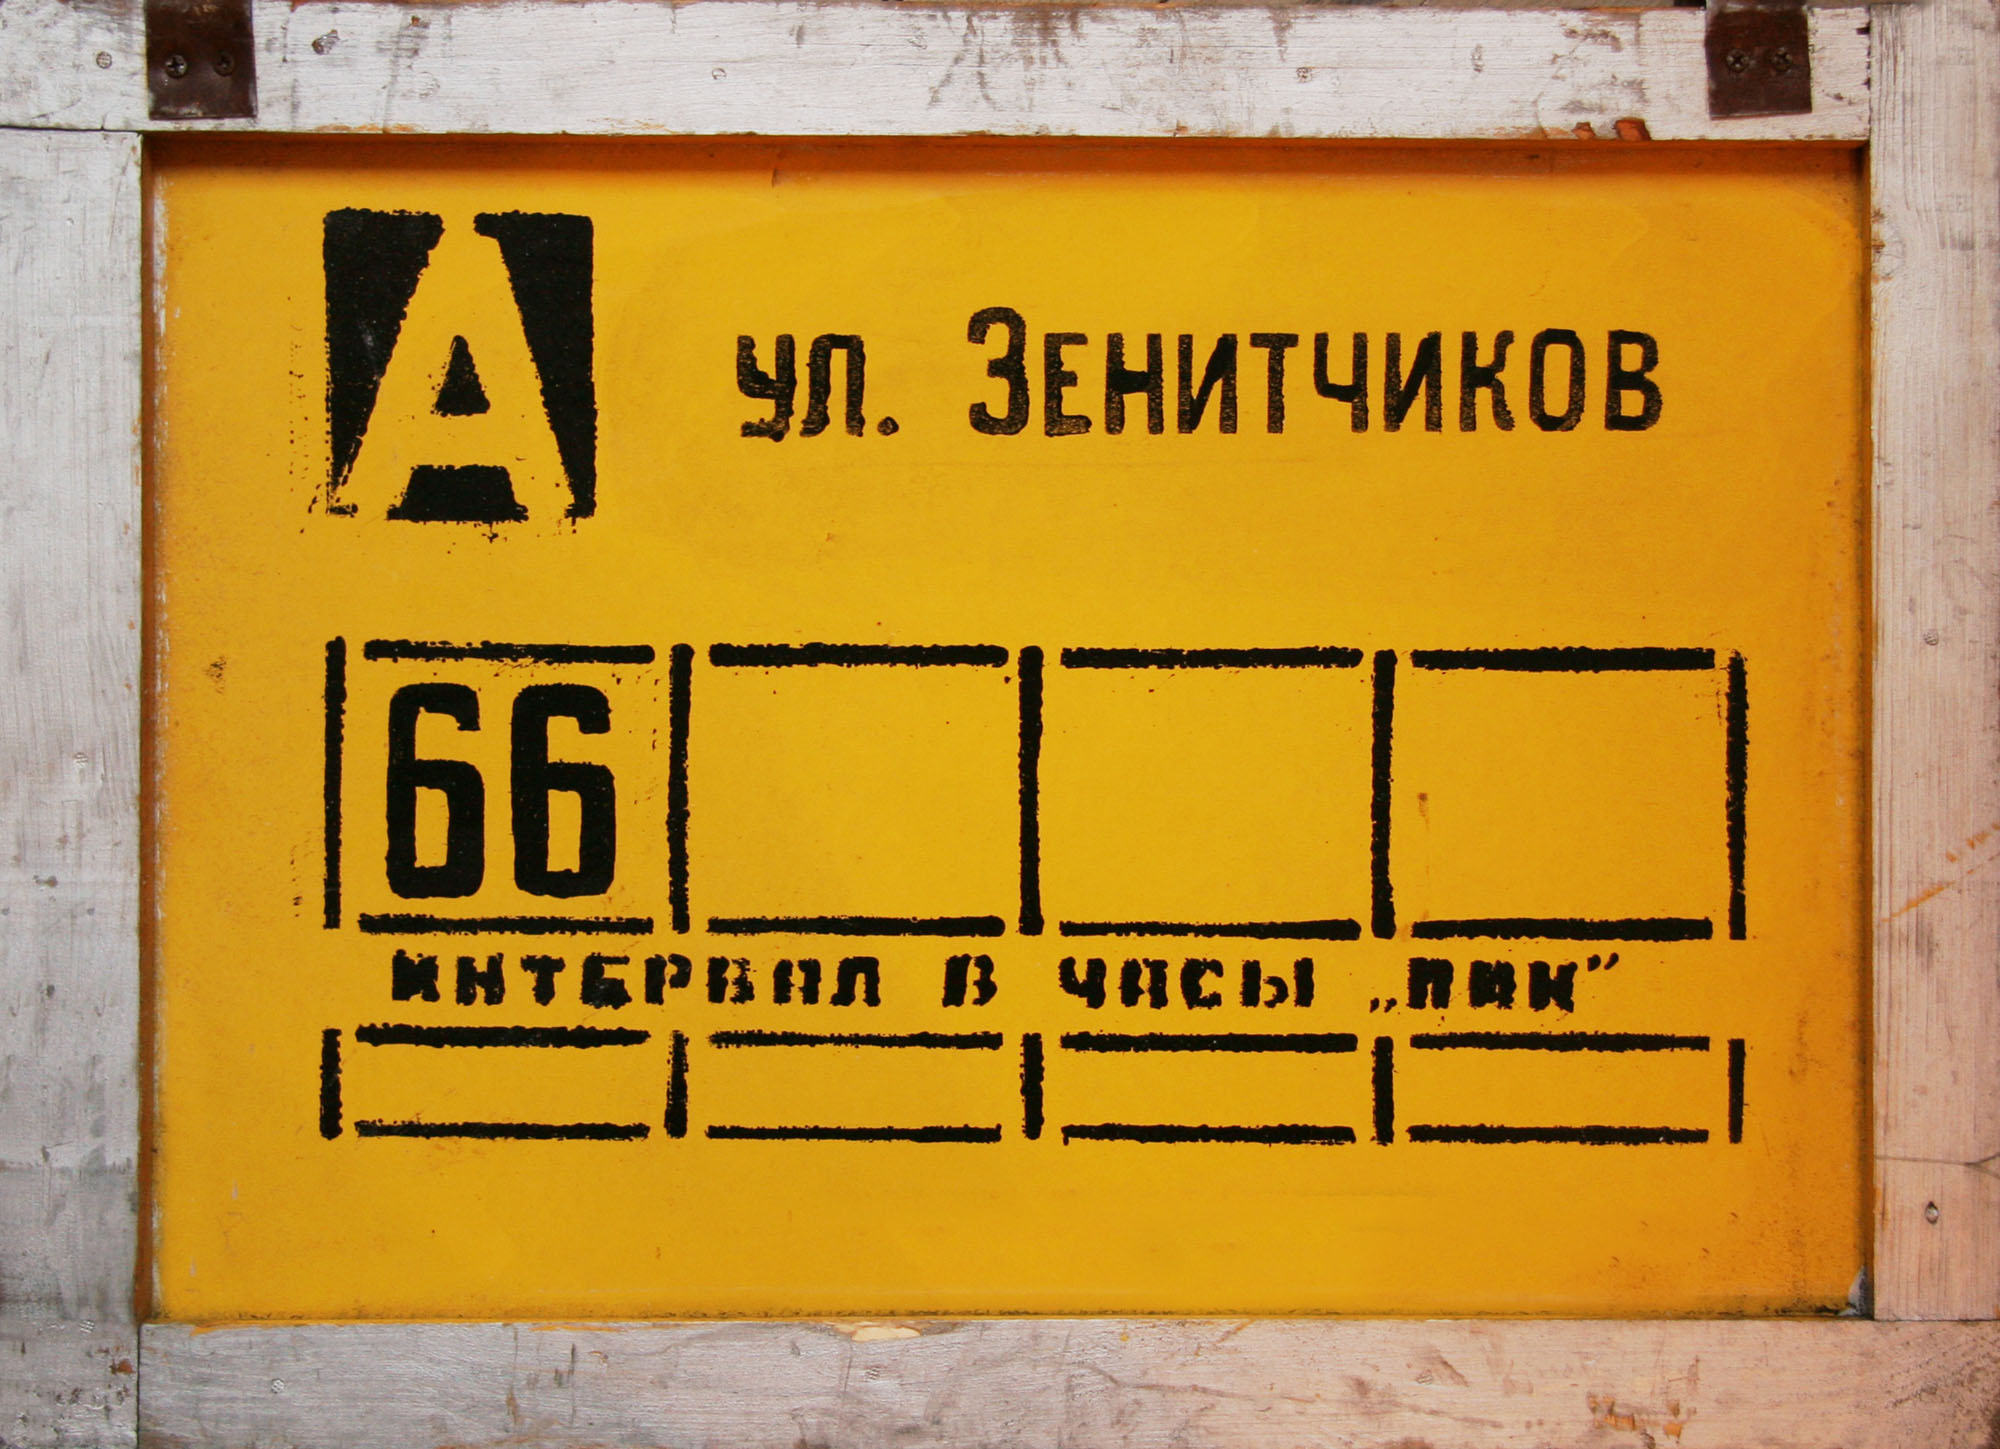 А
ул. Зенитчиков
66
ИНТЕРВАЛ В ЧАСЫ „ПИК”